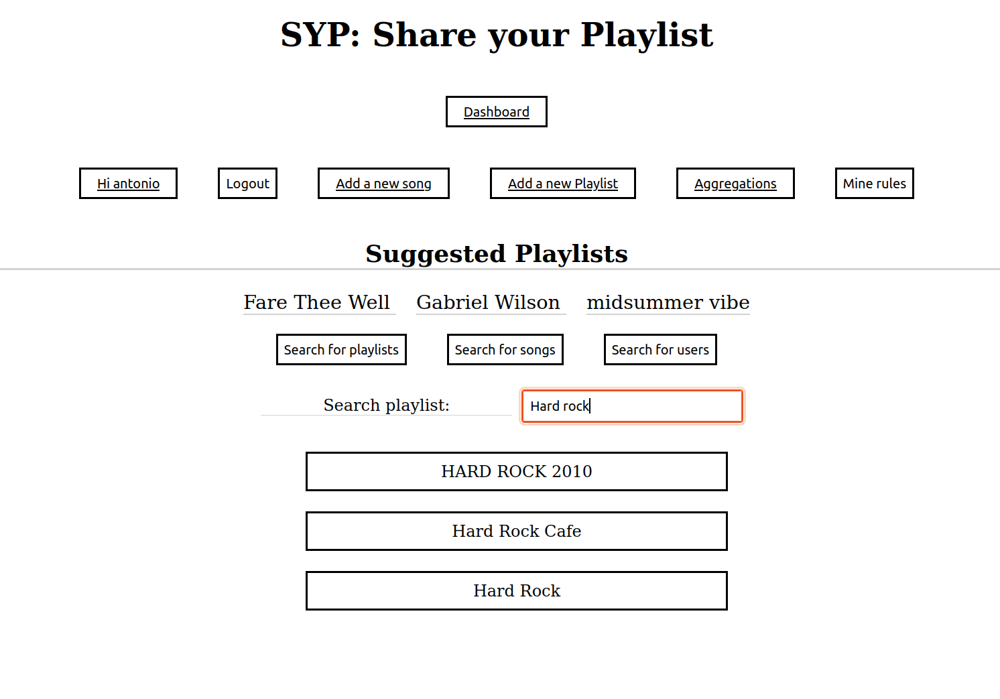 SYP: Share your Playlist
Dashboard
Hi antonio Logout Add a new song Add a new Playlist Aggregations Mine rules
Suggested Playlists
Fare Thee Well Gabriel Wilson midsummer vibe
Search for playlists Search for songs Search for users
Search playlist: Hard rock
HARD ROCK 2010
Hard Rock Cafe
Hard Rock